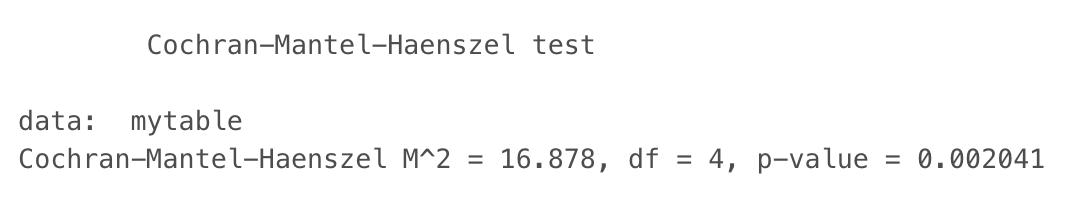 Cochran-Mantel-Haenszel test
data: mytable
Cochran-Mantel-Haenszel M^2 = 16.878, df = 4, p-value = 0.002041